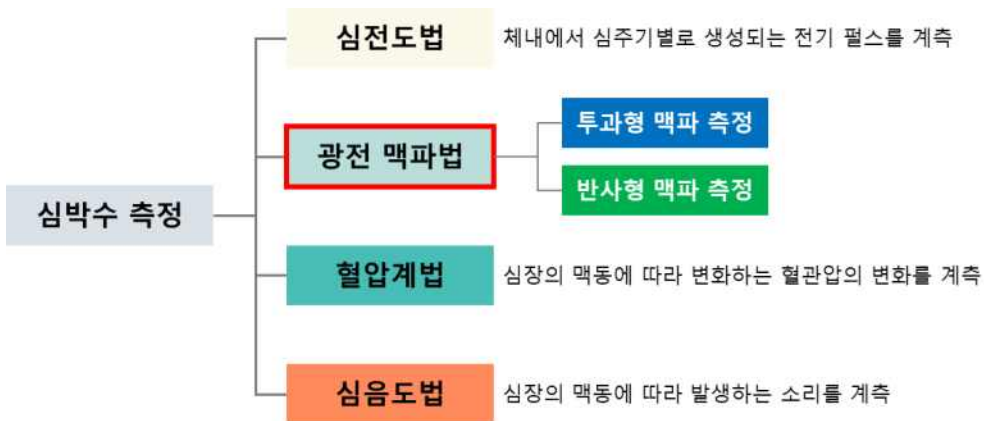 심박수 측정
심전도법
체내에서 심주기별로 생성되는 전기 펄스를 계측
광전 맥파법
투과형 맥파 측정
반사형 맥파 측정
혈압계법
심장의 맥동에 따라 변화하는 혈관압의 변화를 계측
심음도법
심장의 맥동에 따라 발생하는 소리를 계측